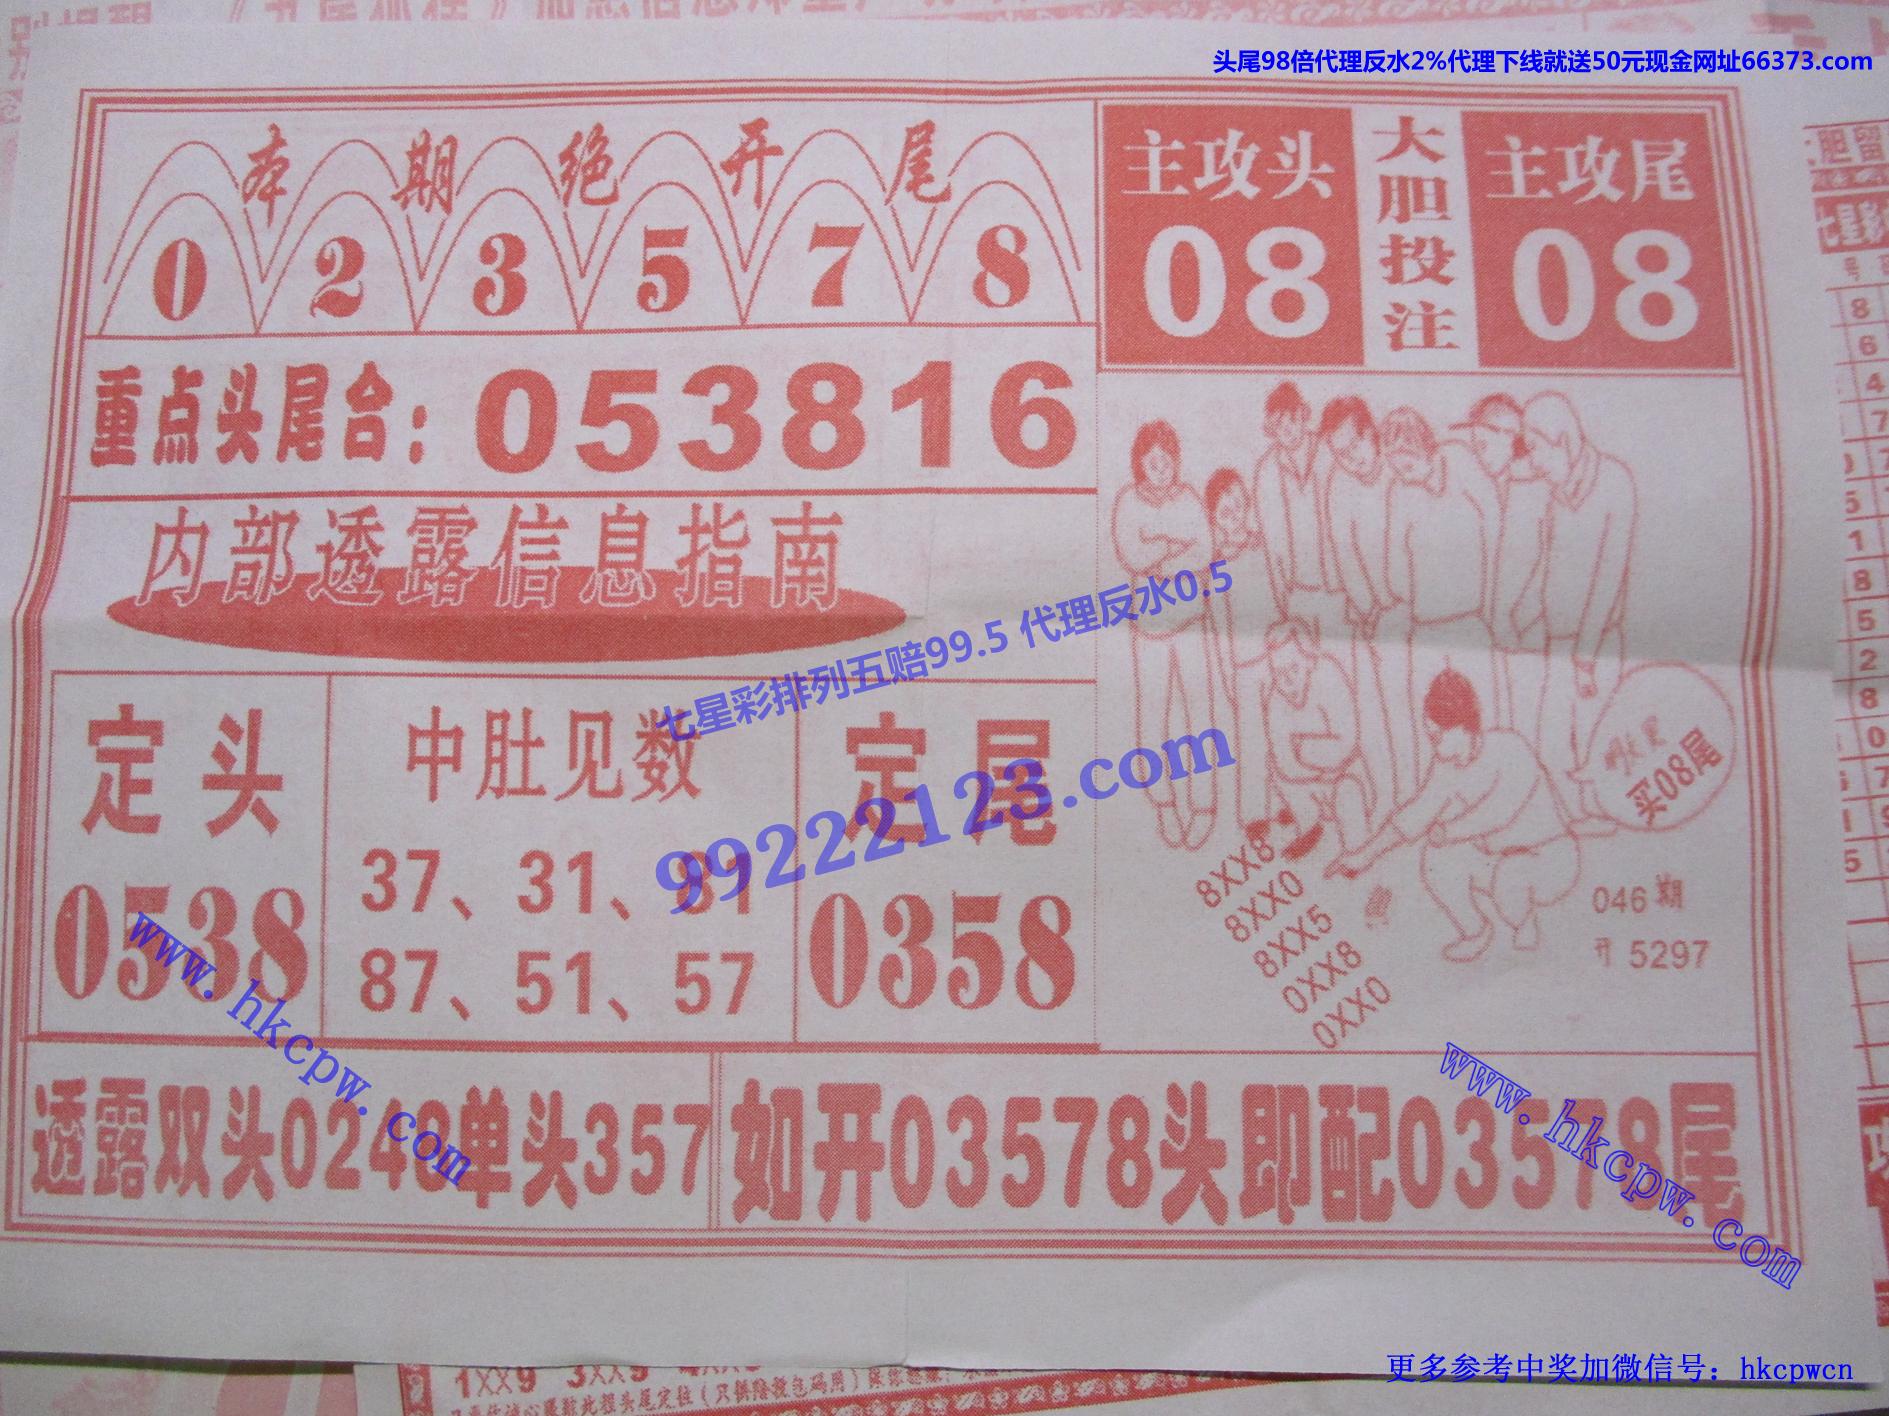 头尾98倍代理反水2%代理下线就送50元现金网址66373.com
本期绝开尾
0 2 3 5 7 8
主攻头
08
大胆投注
主攻尾
08
重点头尾台：053816
内部透露信息指南
七星彩排列五赔99.5 代理反水0.5
99222123.com
定头
0538
中肚见数
37、31、81
87、51、57
定尾
0358
买08尾
8XX8
8XX0
8XX5
0XX8
0XX0
046期
开 5297
www.hkcpw.com
www.hkcpw.com
透露双头0248单头357
如开03578头即配03578尾
1XX9 3XX9
更多参考中奖加微信号：hkcpwcn